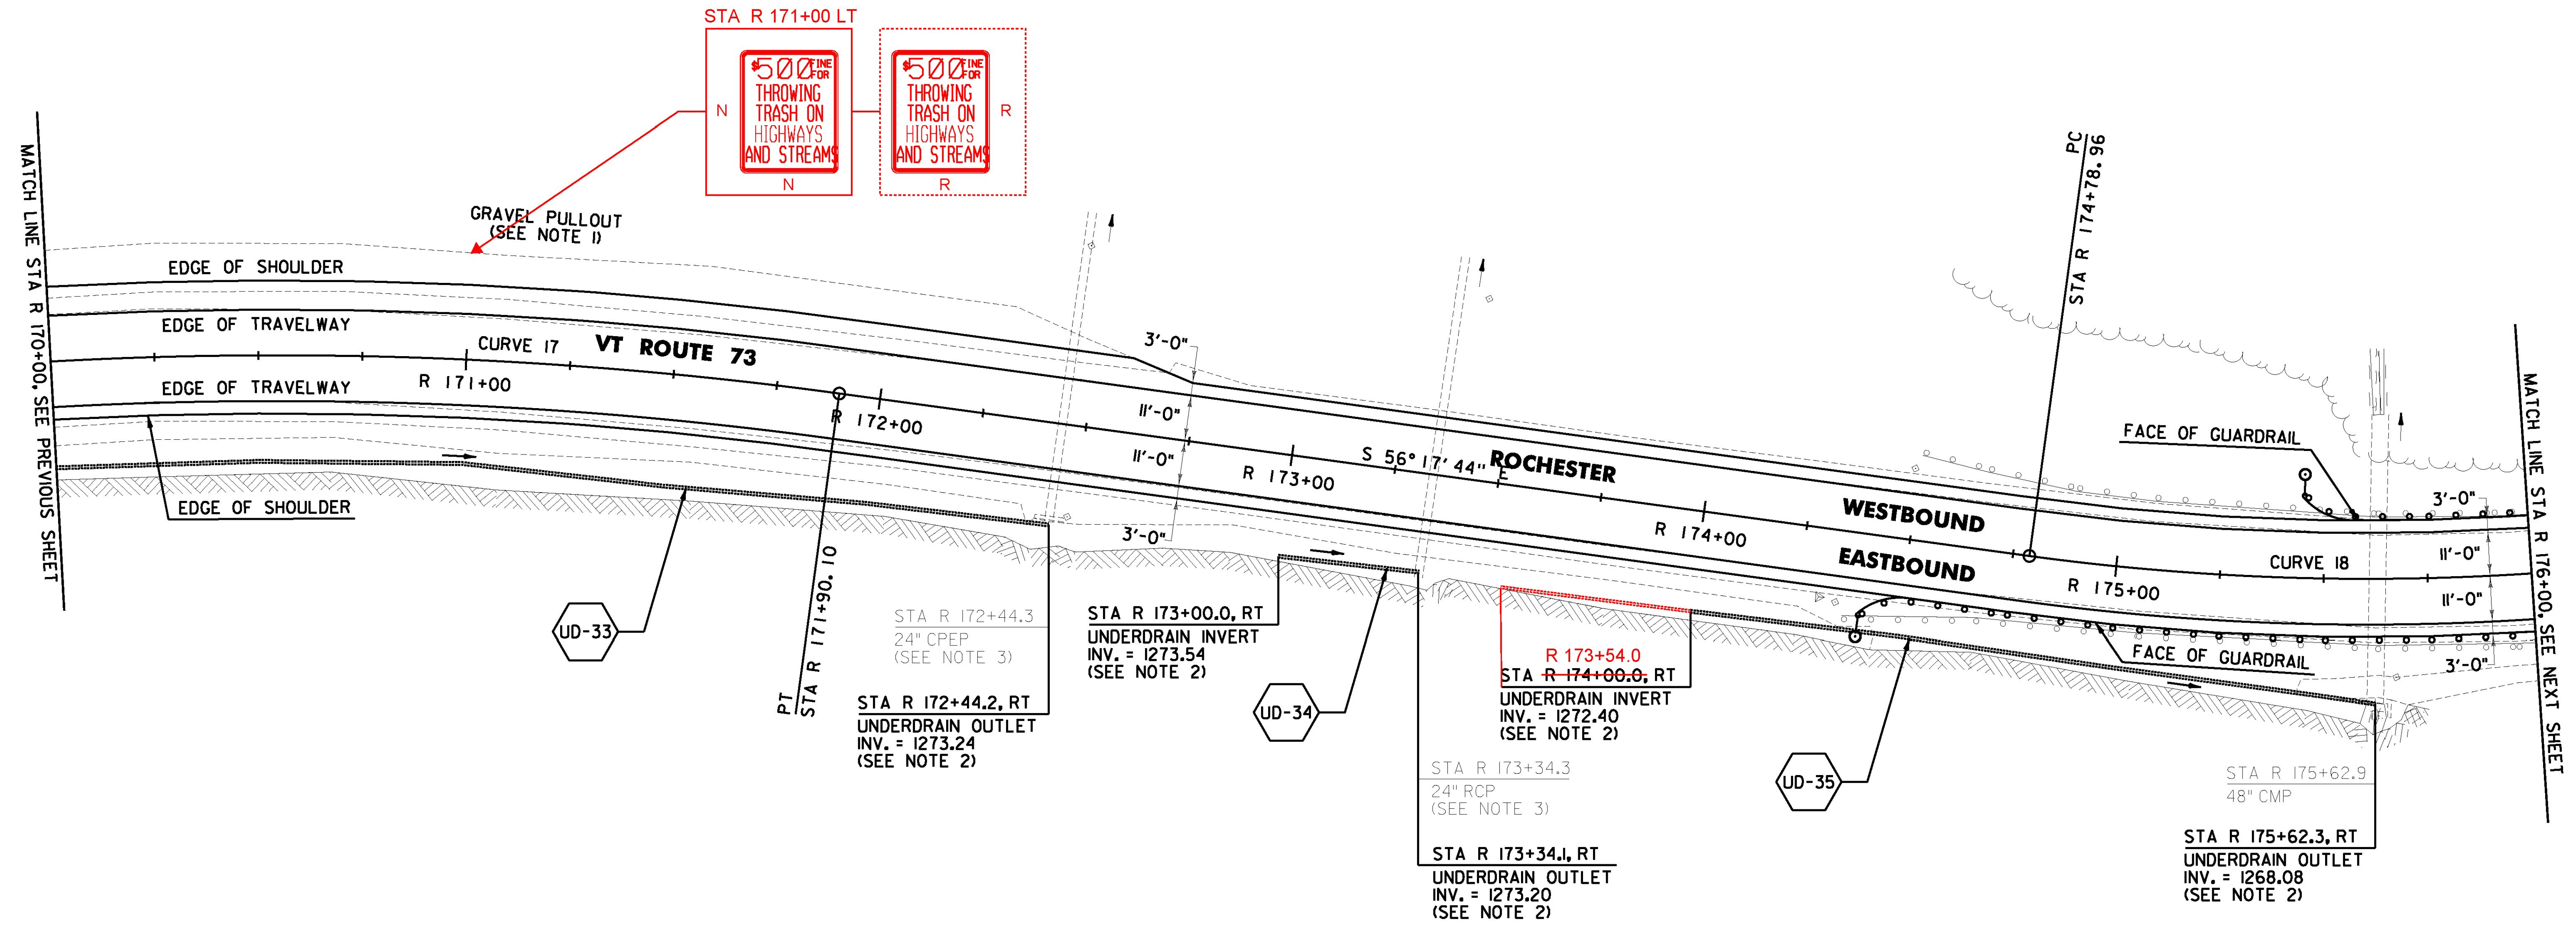 STA R 171+00 LT
$500 FINE FOR
THROWING
TRASH ON
HIGHWAYS
AND STREAMS
N
N
$500 FINE FOR
THROWING
TRASH ON
HIGHWAYS
AND STREAMS
R
R
MATCH LINE STA R 170+00, SEE PREVIOUS SHEET
GRAVEL PULLOUT
(SEE NOTE 1)
EDGE OF SHOULDER
EDGE OF TRAVELWAY
CURVE 17
VT ROUTE 73
R 171+00
EDGE OF TRAVELWAY
EDGE OF SHOULDER
R 172+00
PT
STA R 171+90.10
UD-33
3'-0"
11'-0"
11'-0"
3'-0"
R 173+00
S 56° 17' 44" E
ROCHESTER
R 174+00
WESTBOUND
EASTBOUND
PC
STA R 174+78.96
R 175+00
CURVE 18
FACE OF GUARDRAIL
FACE OF GUARDRAIL
3'-0"
11'-0"
11'-0"
3'-0"
MATCH LINE STA R 176+00, SEE NEXT SHEET
STA R 172+44.3
24" CPEP
(SEE NOTE 3)
STA R 172+44.2, RT
UNDERDRAIN OUTLET
INV. = 1273.24
(SEE NOTE 2)
STA R 173+00.0, RT
UNDERDRAIN INVERT
INV. = 1273.54
(SEE NOTE 2)
UD-34
STA R 173+34.3
24" RCP
(SEE NOTE 3)
STA R 173+34.1, RT
UNDERDRAIN OUTLET
INV. = 1273.20
(SEE NOTE 2)
R 173+54.0
STA R 174+00.0, RT
UNDERDRAIN INVERT
INV. = 1272.40
(SEE NOTE 2)
UD-35
STA R 175+62.9
48" CMP
STA R 175+62.3, RT
UNDERDRAIN OUTLET
INV. = 1268.08
(SEE NOTE 2)